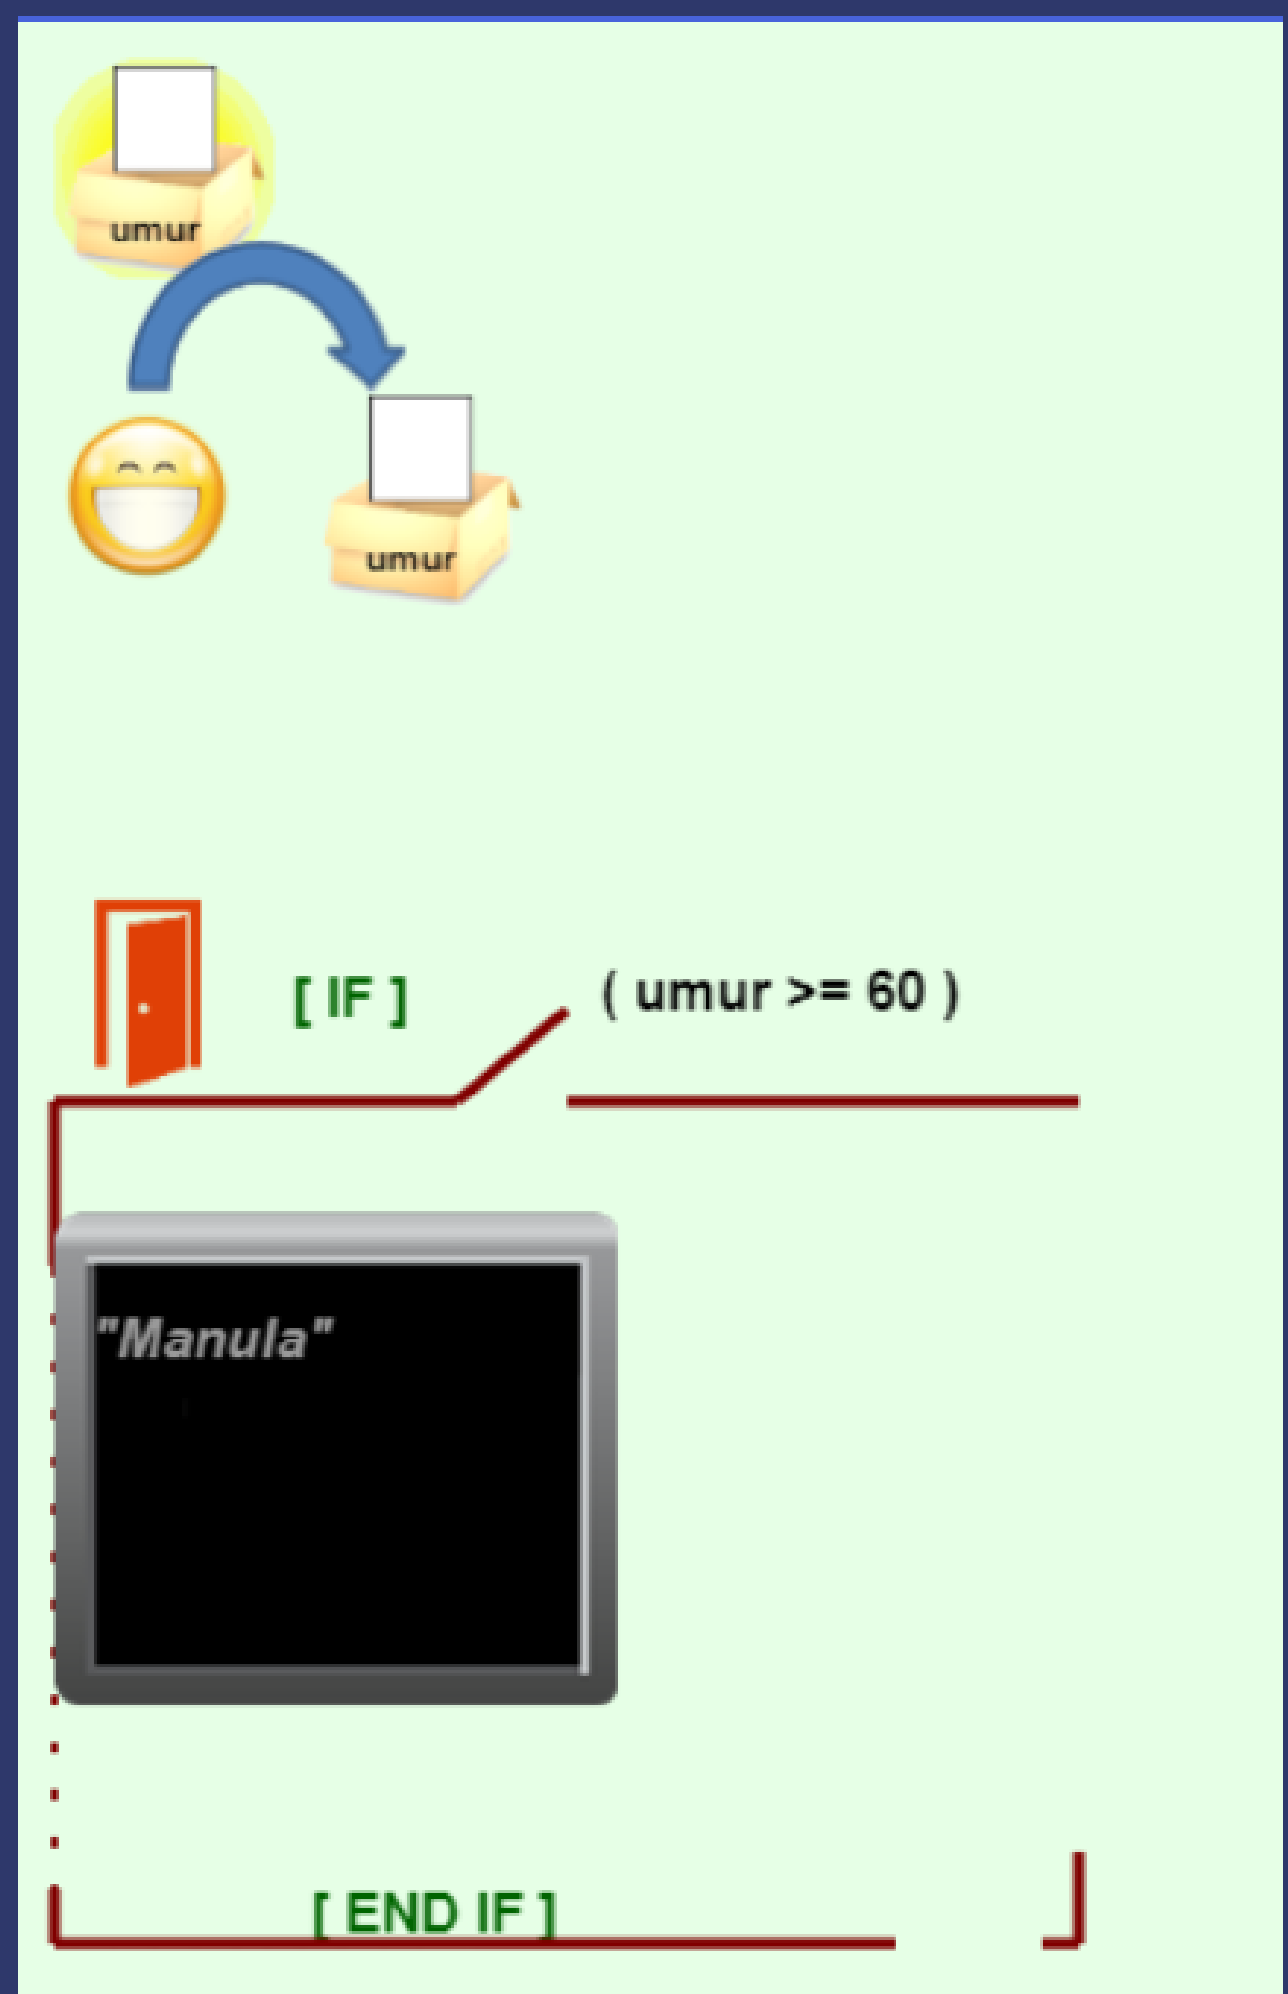 umur
umur
[ IF ]
( umur >= 60 )
"Manula"
[ END IF ]